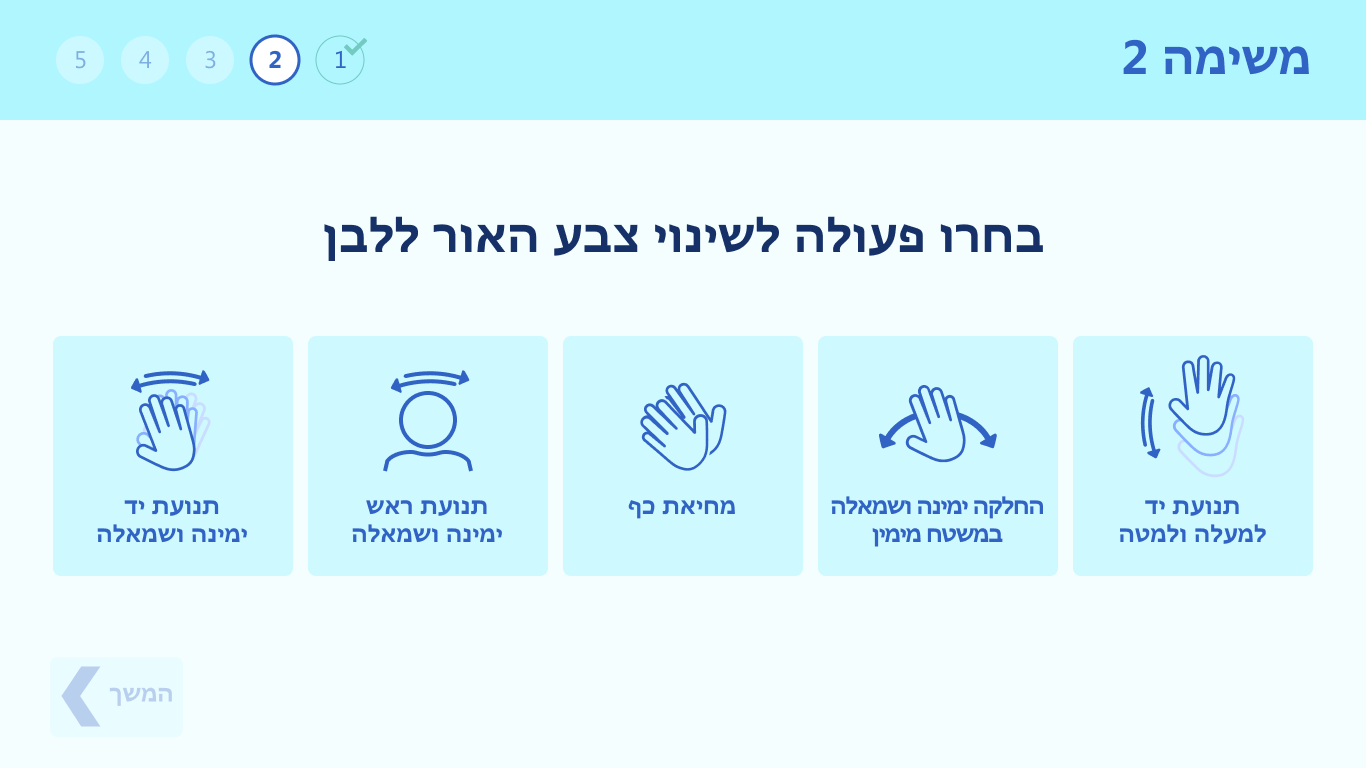 משימה 2
1
2
3
4
5
בחרו פעולה לשינוי צבע האור ללבן
תנועת יד
למעלה ולמטה
החלקה ימינה ושמאלה
במשטח מימין
מחיאת כף
תנועת ראש
ימינה ושמאלה
תנועת יד
ימינה ושמאלה
המשך